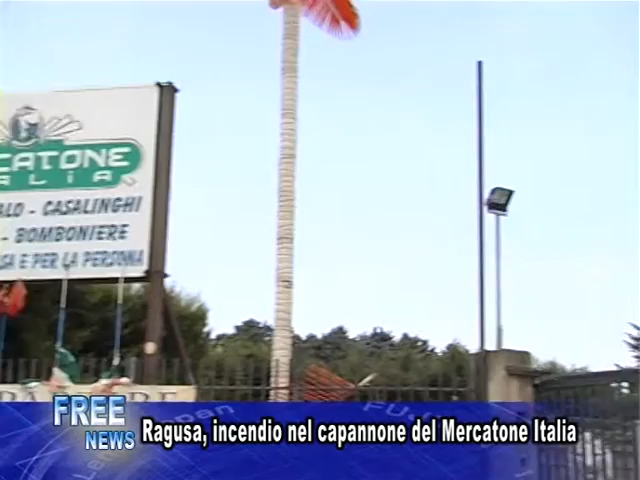 CATONE
ALIA
ALO - CASALINGHI
- BOMBONIERE
SA E PER LA PERSONA
FREE
NEWS
Ragusa, incendio nel capannone del Mercatone Italia